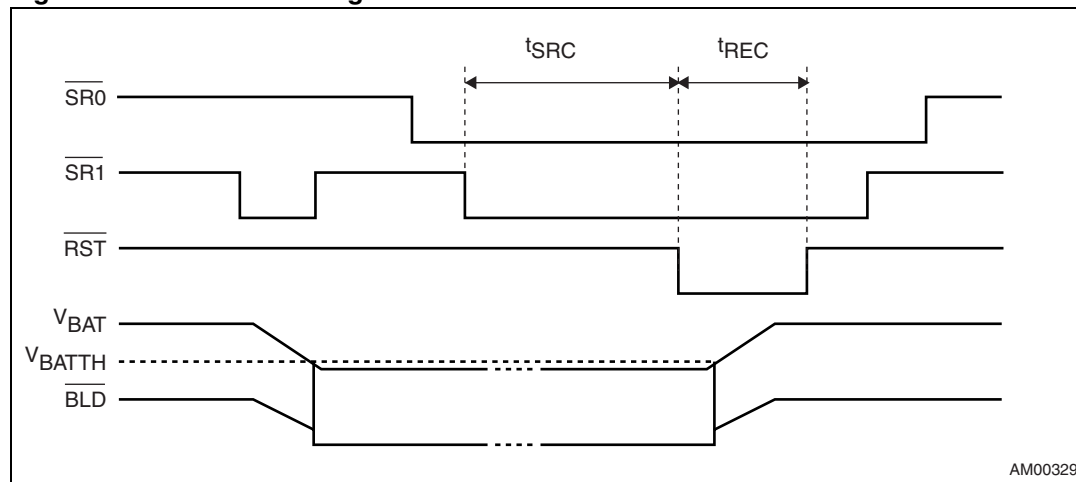 tSRC
tREC
SR0
SR1
RST
VBAT
VBATTH
BLD
AM00329